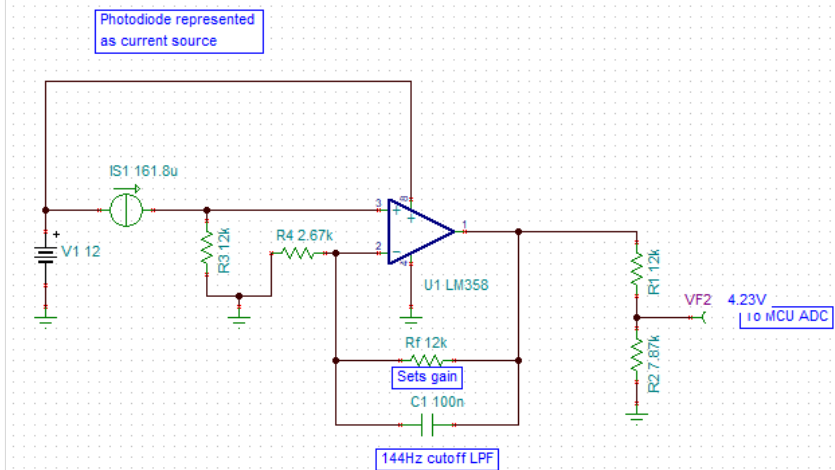 Photodiode represented
as current source
IS1 161.8u
V1 12
R3 12k
R4 2.67k
3
2
8
4
1
+
+
+
-
U1 LM358
R1 12k
VF2 4.23V
To MCU ADC
R2 7.87k
Rf 12k
Sets gain
C1 100n
144Hz cutoff LPF